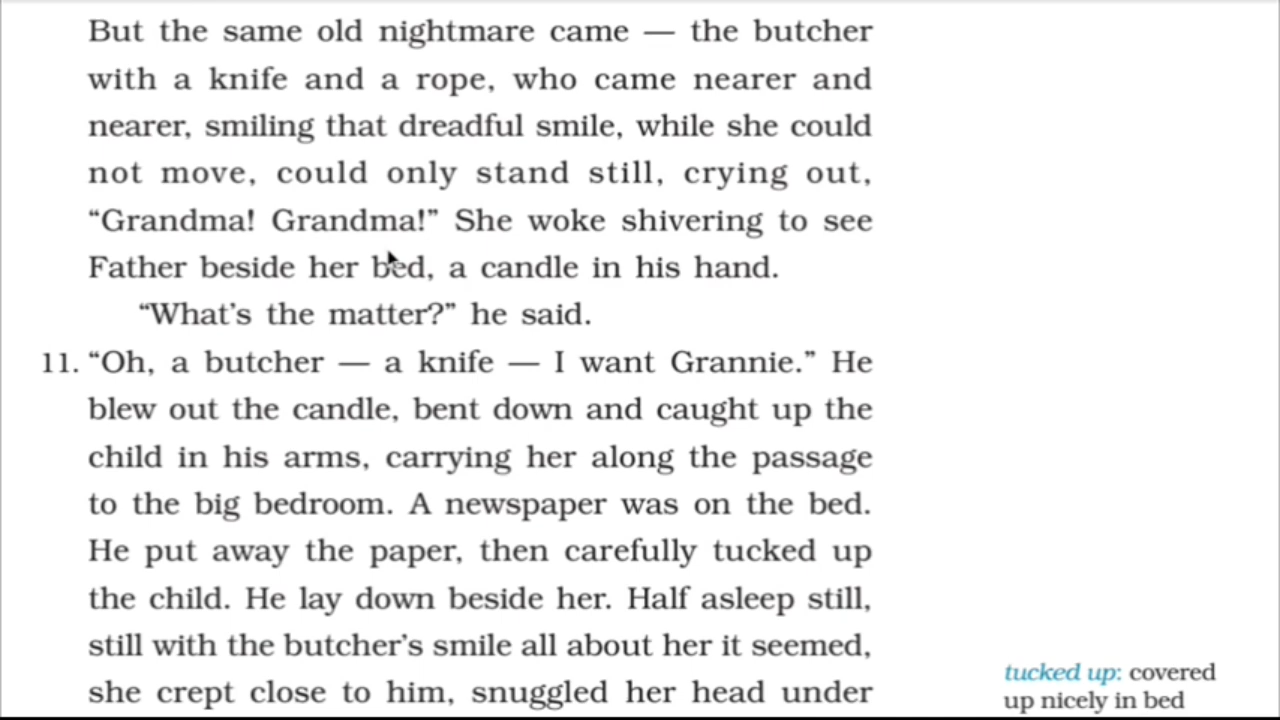 But the same old nightmare came — the butcher
with a knife and a rope, who came nearer and
nearer, smiling that dreadful smile, while she could
not move, could only stand still, crying out,
“Grandma! Grandma!” She woke shivering to see
Father beside her bed, a candle in his hand.
“What’s the matter?” he said.
11. “Oh, a butcher — a knife — I want Grannie.” He
blew out the candle, bent down and caught up the
child in his arms, carrying her along the passage
to the big bedroom. A newspaper was on the bed.
He put away the paper, then carefully tucked up
the child. He lay down beside her. Half asleep still,
still with the butcher’s smile all about her it seemed,
she crept close to him, snuggled her head under
tucked up: covered
up nicely in bed